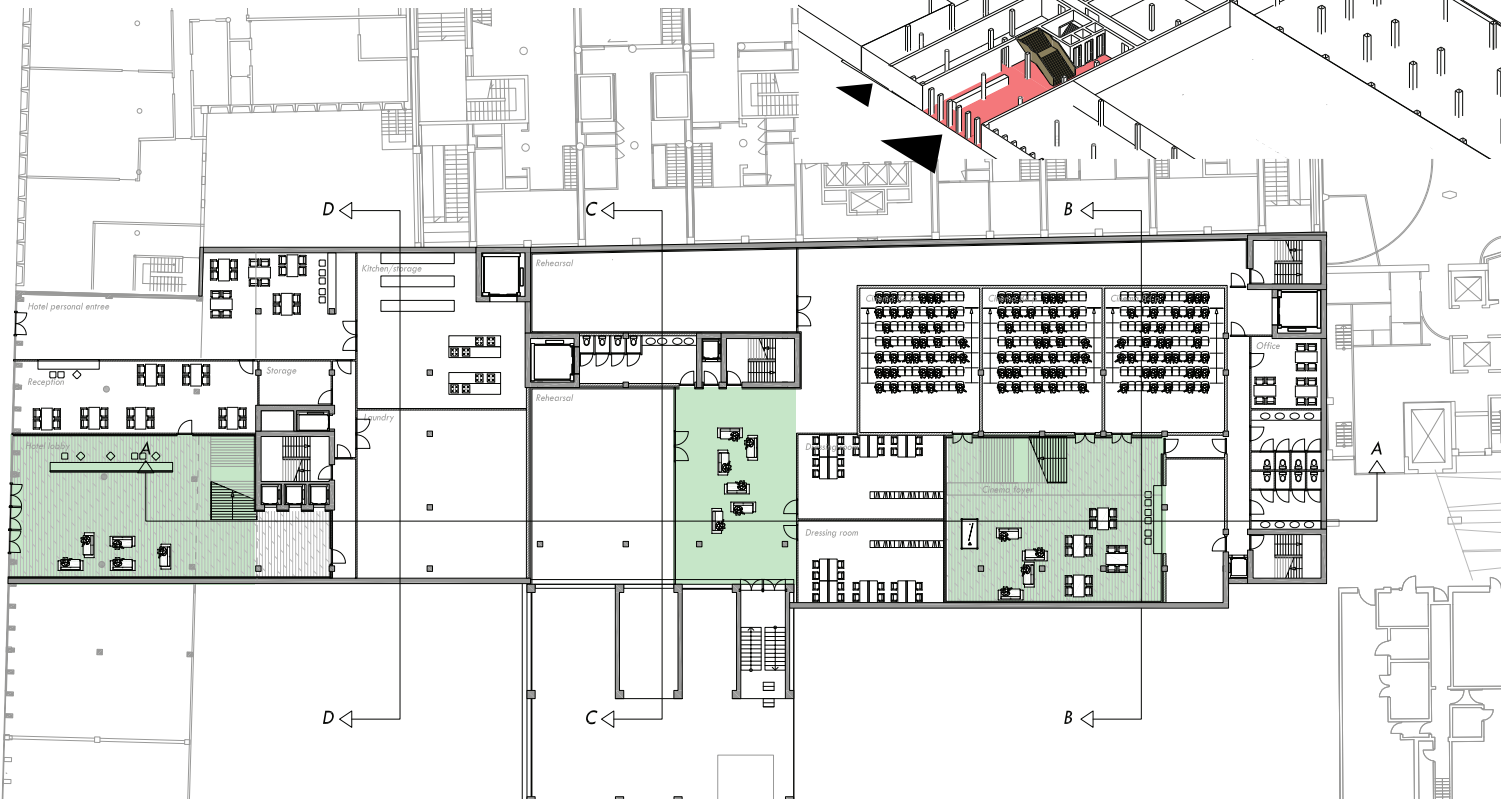 D
C
B
Kitchen/storage
Rehearsal
Hotel personal entree
Office
Storage
Reception
Rehearsal
Laundry
Hotel lobby
A
A
Cinema foyer
Dressing room
D
C
B